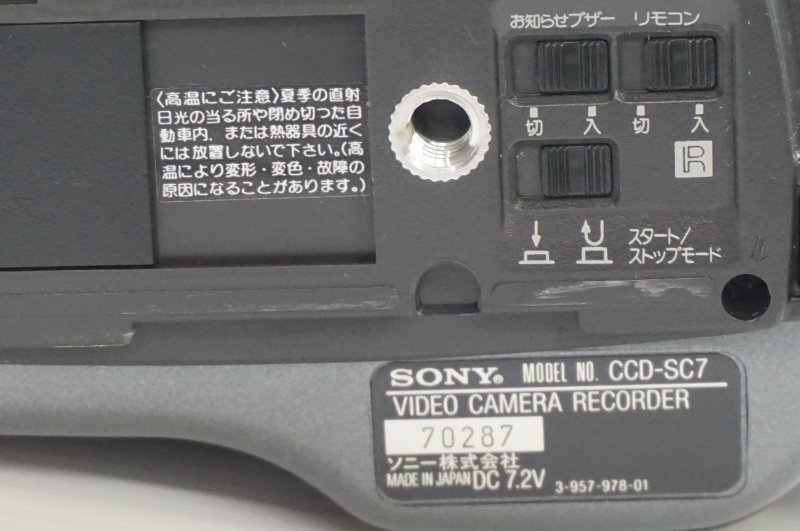 お知らせブザー リモコン
切 入 切 入
〈高温にご注意〉夏季の直射
日光の当る所や閉め切った自
動車内、または熱器具の近く
には放置しないで下さい。(高
温により変形・変色・故障の
原因になることがあります。)
R
スタート/
ストップモード
SONY® MODEL NO. CCD-SC7
VIDEO CAMERA RECORDER
70287
ソニー株式会社
MADE IN JAPAN DC 7.2V 3-957-978-01